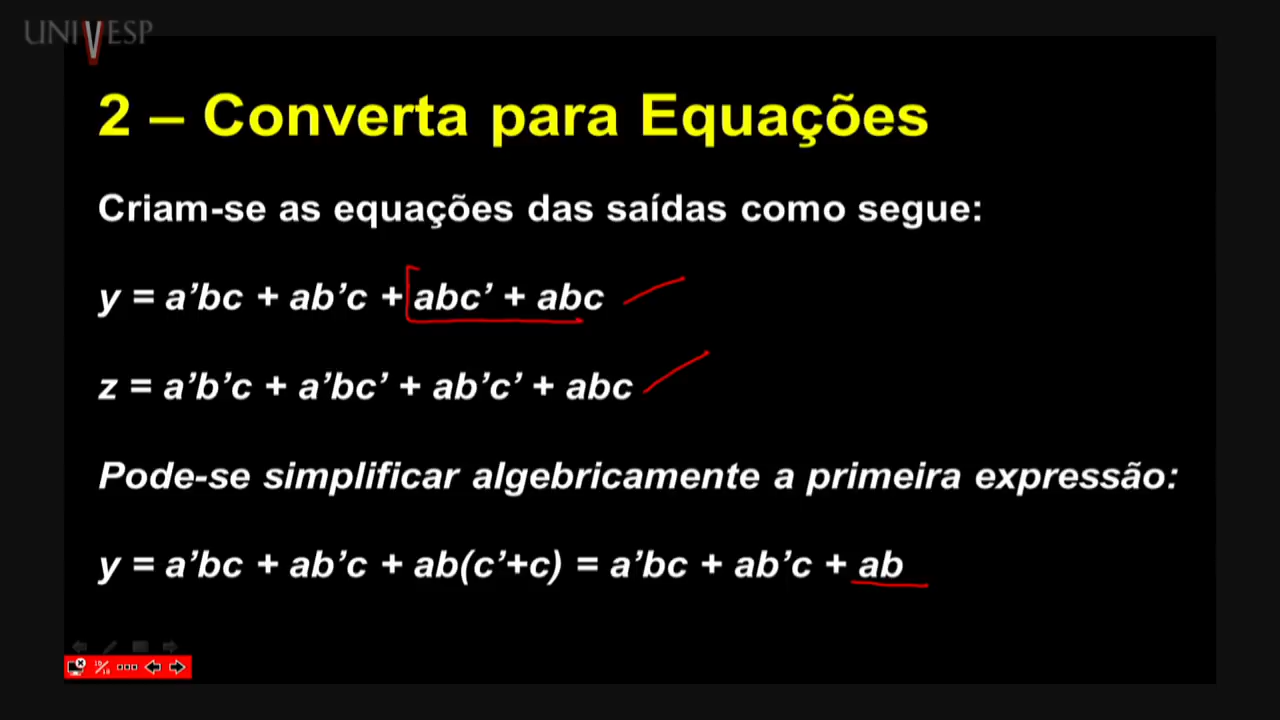 UNIVESP
2 – Converta para Equações
Criam-se as equações das saídas como segue:
y = a’bc + ab’c + abc’ + abc
z = a’b’c + a’bc’ + ab’c’ + abc
Pode-se simplificar algebricamente a primeira expressão:
y = a’bc + ab’c + ab(c’+c) = a’bc + ab’c + ab